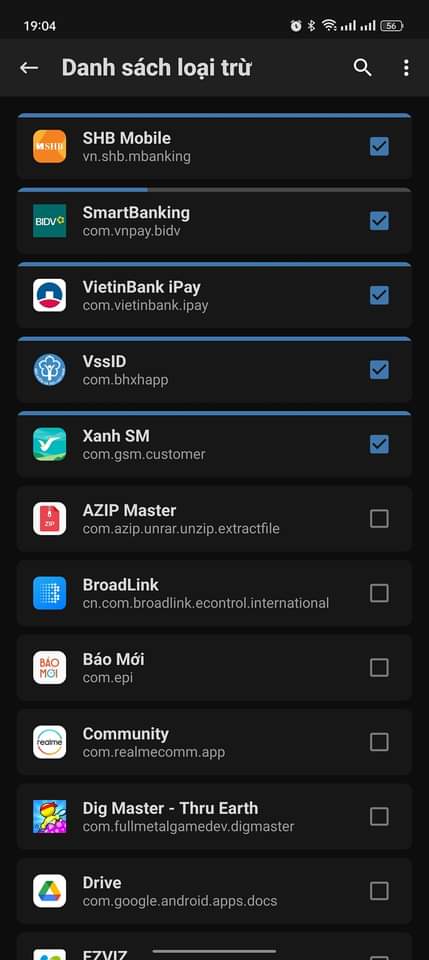 19:04
56
Danh sách loại trừ
SHB
SHB Mobile
vn.shb.mbanking
BIDV
SmartBanking
com.vnpay.bidv
VietinBank iPay
com.vietinbank.ipay
VssID
com.bhxhapp
Xanh SM
com.gsm.customer
ZIP
AZIP Master
com.azip.unrar.unzip.extractfile
BroadLink
cn.com.broadlink.econtrol.international
BÁO
MỚI
Báo Mới
com.epi
realme
Community
com.realmecomm.app
Dig Master - Thru Earth
com.fullmetalgamedev.digmaster
Drive
com.google.android.apps.docs
EZVIZ